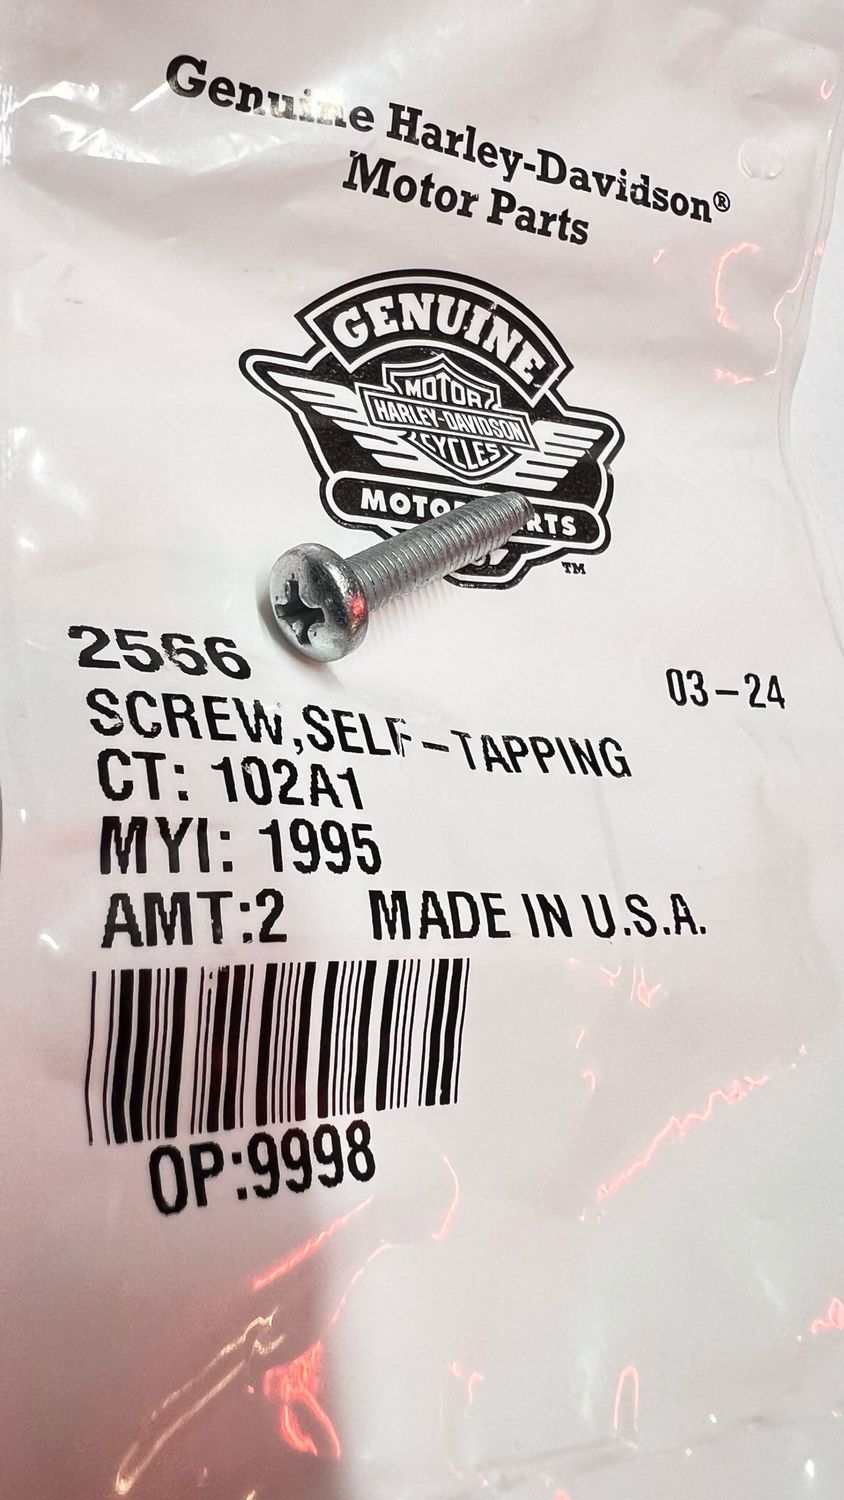 Genuine Harley-Davidson®
Motor Parts
GENUINE
MOTOR
HARLEY-DAVIDSON
CYCLES
TM
2566
03-24
SCREW,SELF-TAPPING
CT: 102A1
MYI: 1995
AMT:2 MADE IN U.S.A.
OP:9998